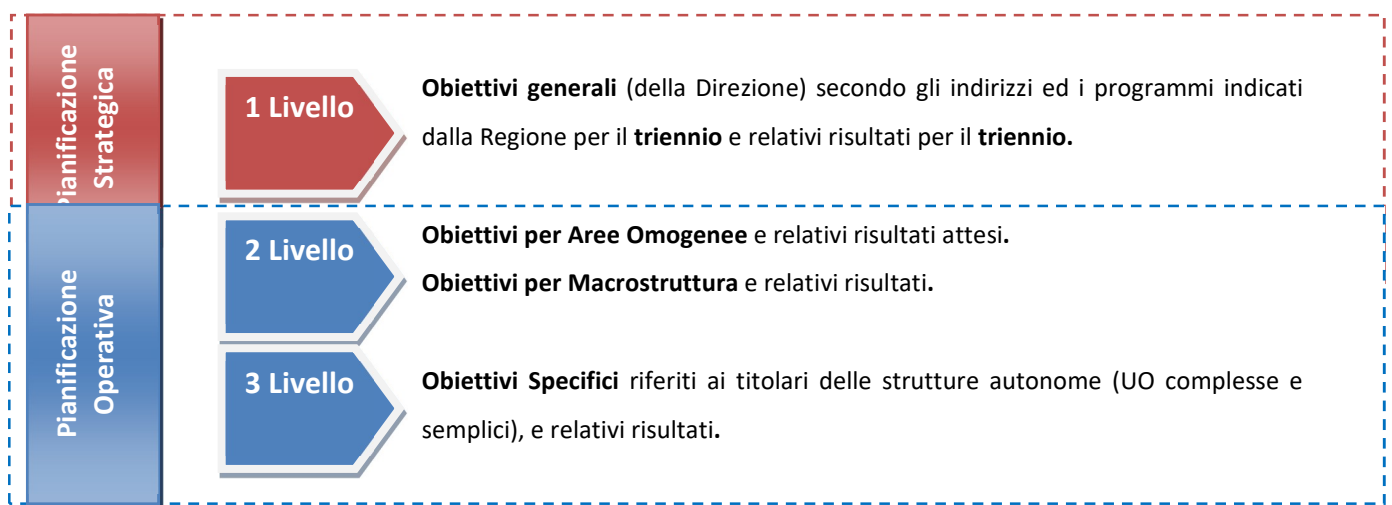 Pianificazione
Strategica
1 Livello
Obiettivi generali (della Direzione) secondo gli indirizzi ed i programmi indicati
dalla Regione per il triennio e relativi risultati per il triennio.
Pianificazione
Operativa
2 Livello
Obiettivi per Aree Omogenee e relativi risultati attesi.
Obiettivi per Macrostruttura e relativi risultati.
3 Livello
Obiettivi Specifici riferiti ai titolari delle strutture autonome (UO complesse e
semplici), e relativi risultati.